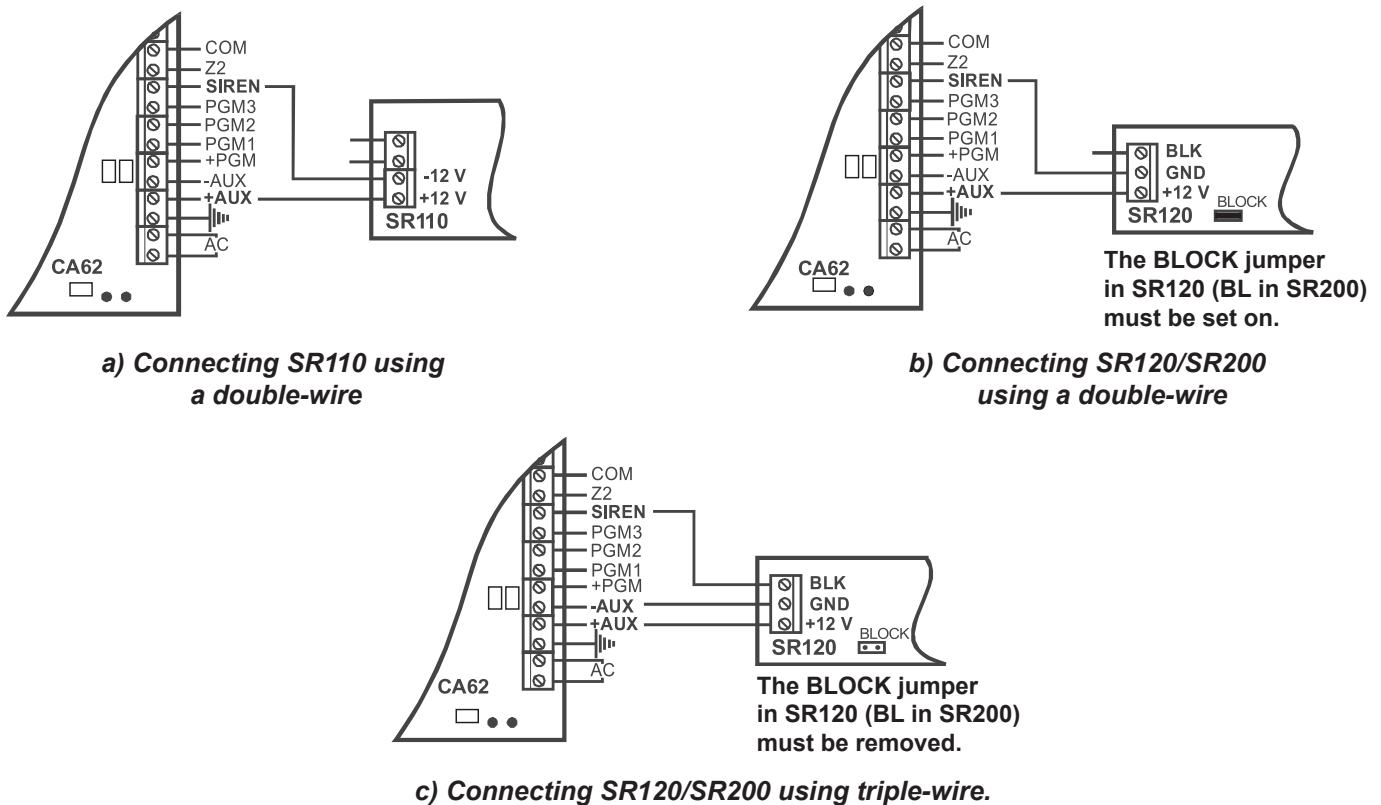 COM
Z2
SIREN
PGM3
PGM2
PGM1
+PGM
-AUX
+AUX
AC
CA62
-12 V
+12 V
SR110
a) Connecting SR110 using
a double-wire
COM
Z2
SIREN
PGM3
PGM2
PGM1
+PGM
-AUX
+AUX
AC
CA62
BLK
GND
+12 V
SR120
BLOCK
The BLOCK jumper
in SR120 (BL in SR200)
must be set on.
b) Connecting SR120/SR200
using a double-wire
COM
Z2
SIREN
PGM3
PGM2
PGM1
+PGM
-AUX
+AUX
AC
CA62
BLK
GND
+12 V
SR120
BLOCK
The BLOCK jumper
in SR120 (BL in SR200)
must be removed.
c) Connecting SR120/SR200 using triple-wire.